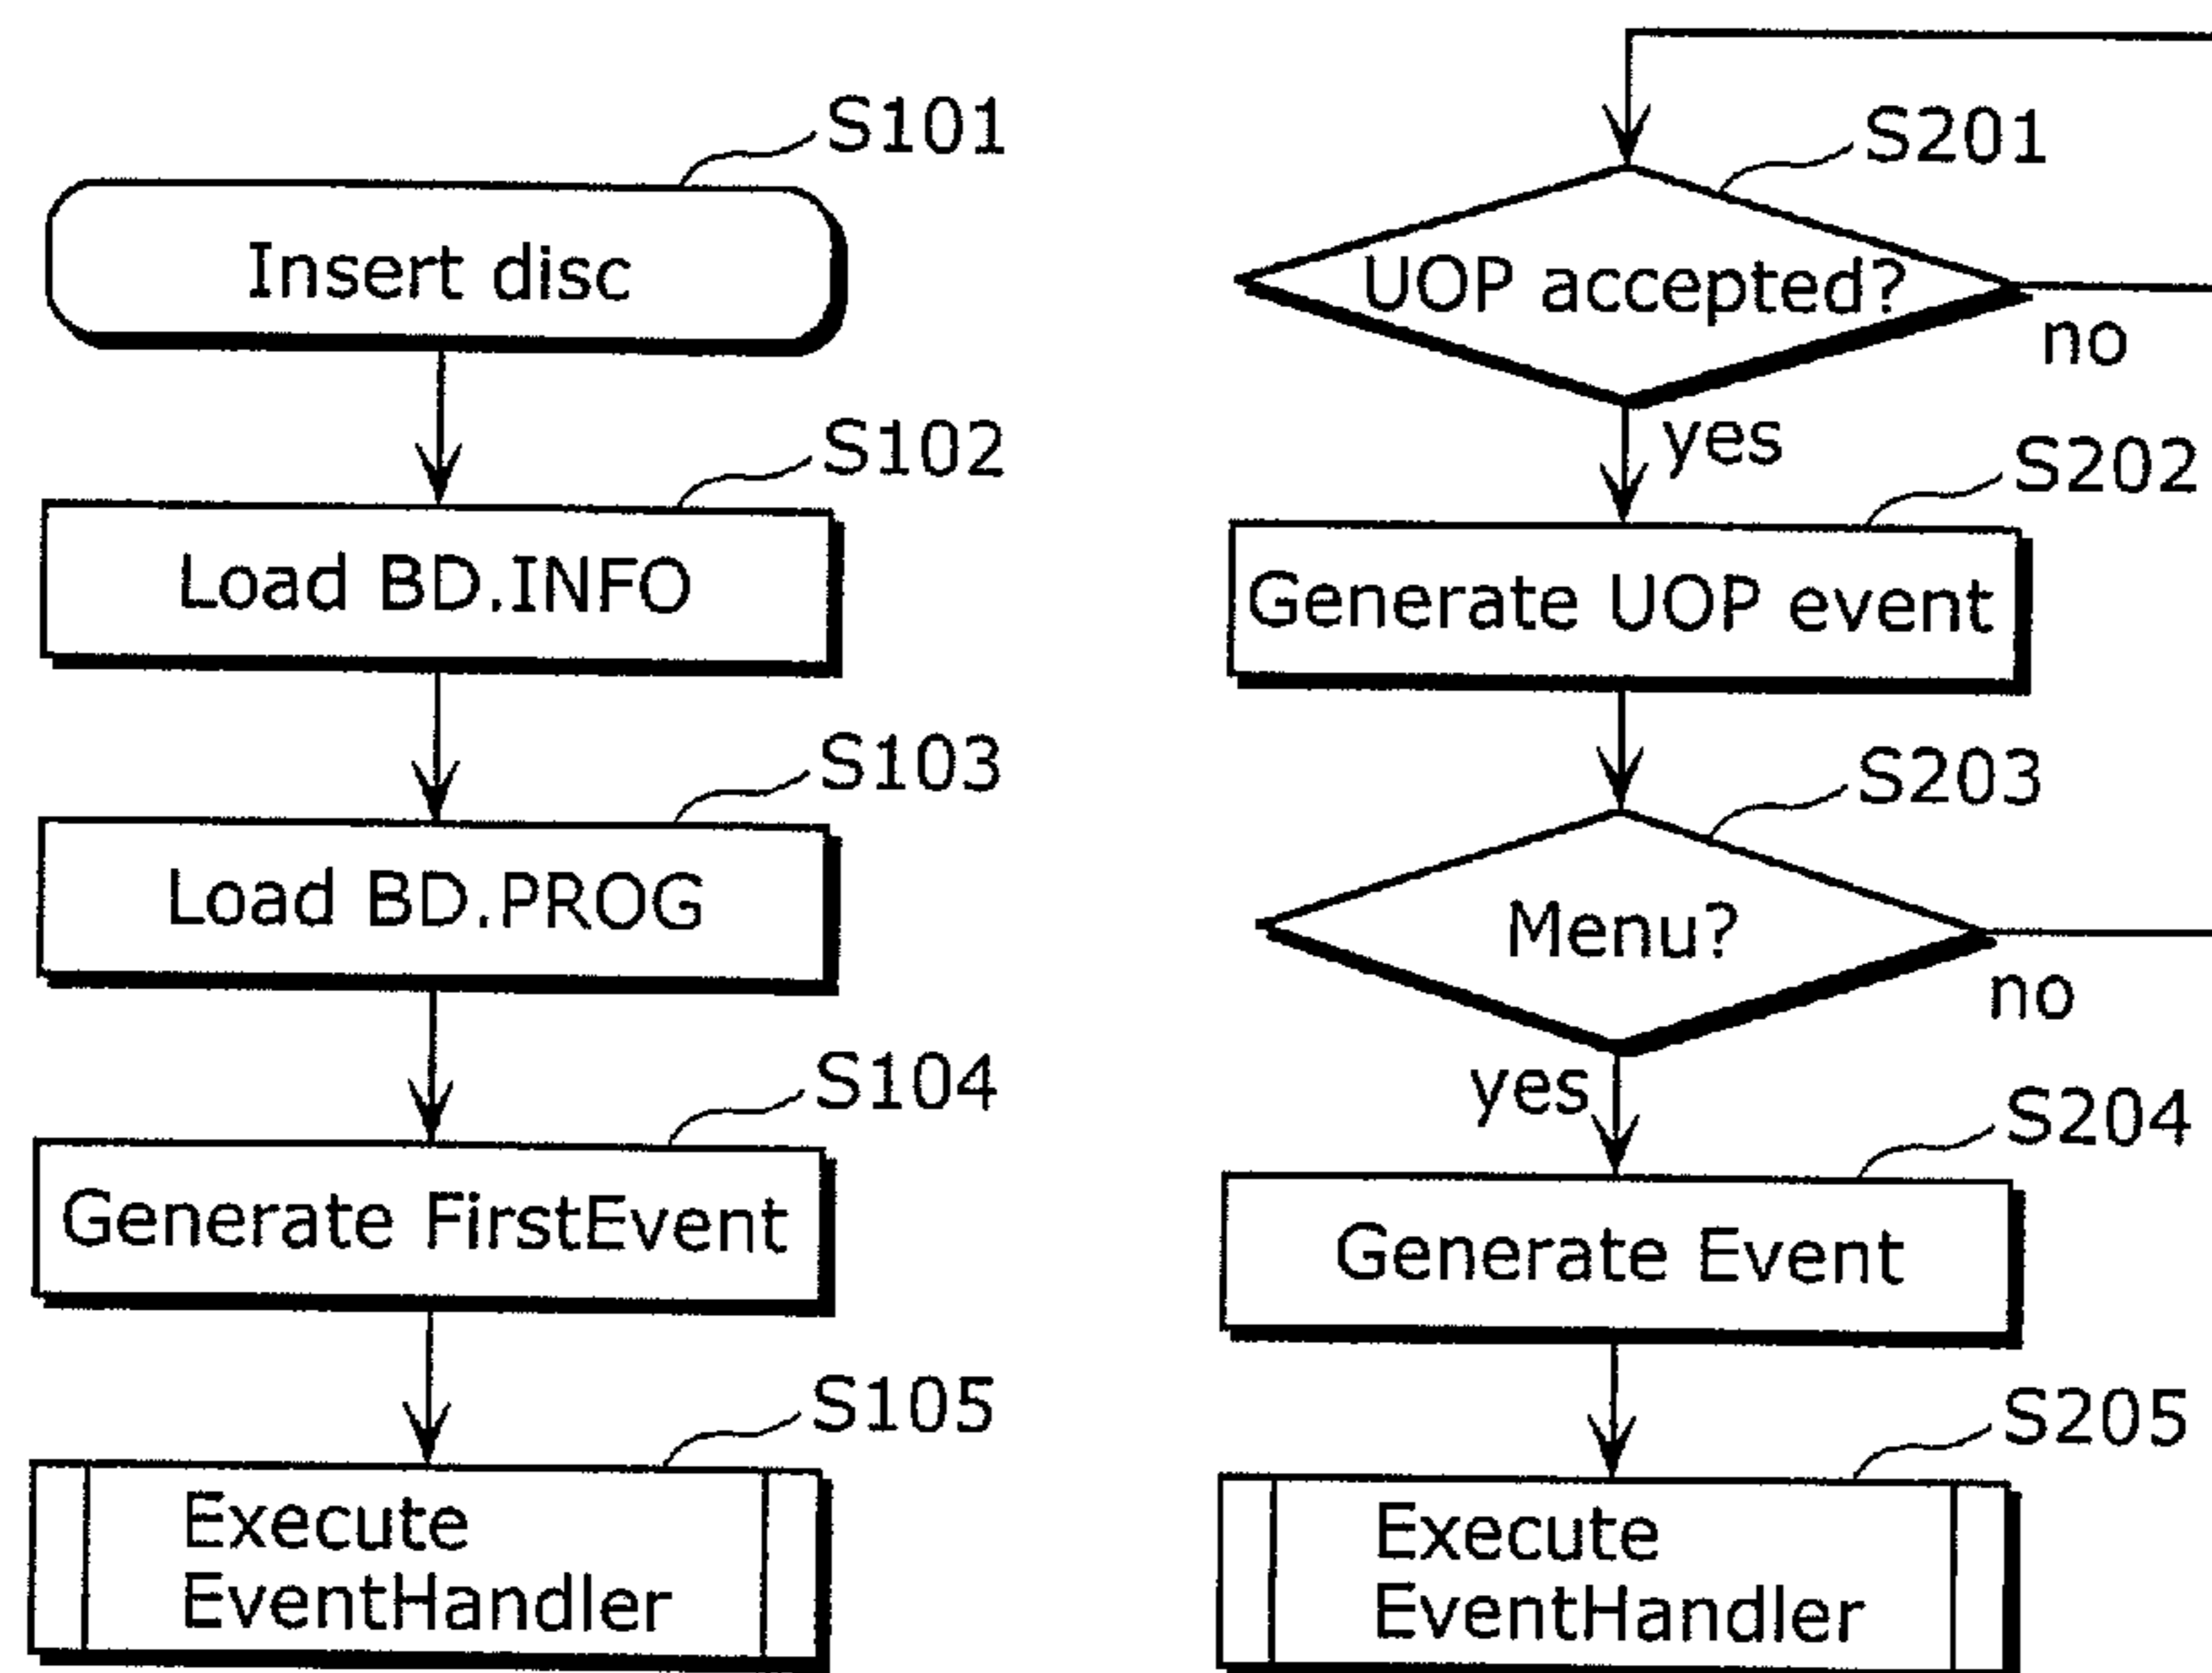 S101
Insert disc
S102
Load BD.INFO
S103
Load BD.PROG
S104
Generate FirstEvent
S105
Execute
EventHandler
S201
UOP accepted?
no
yes
S202
Generate UOP event
S203
Menu?
no
yes
S204
Generate Event
S205
Execute
EventHandler